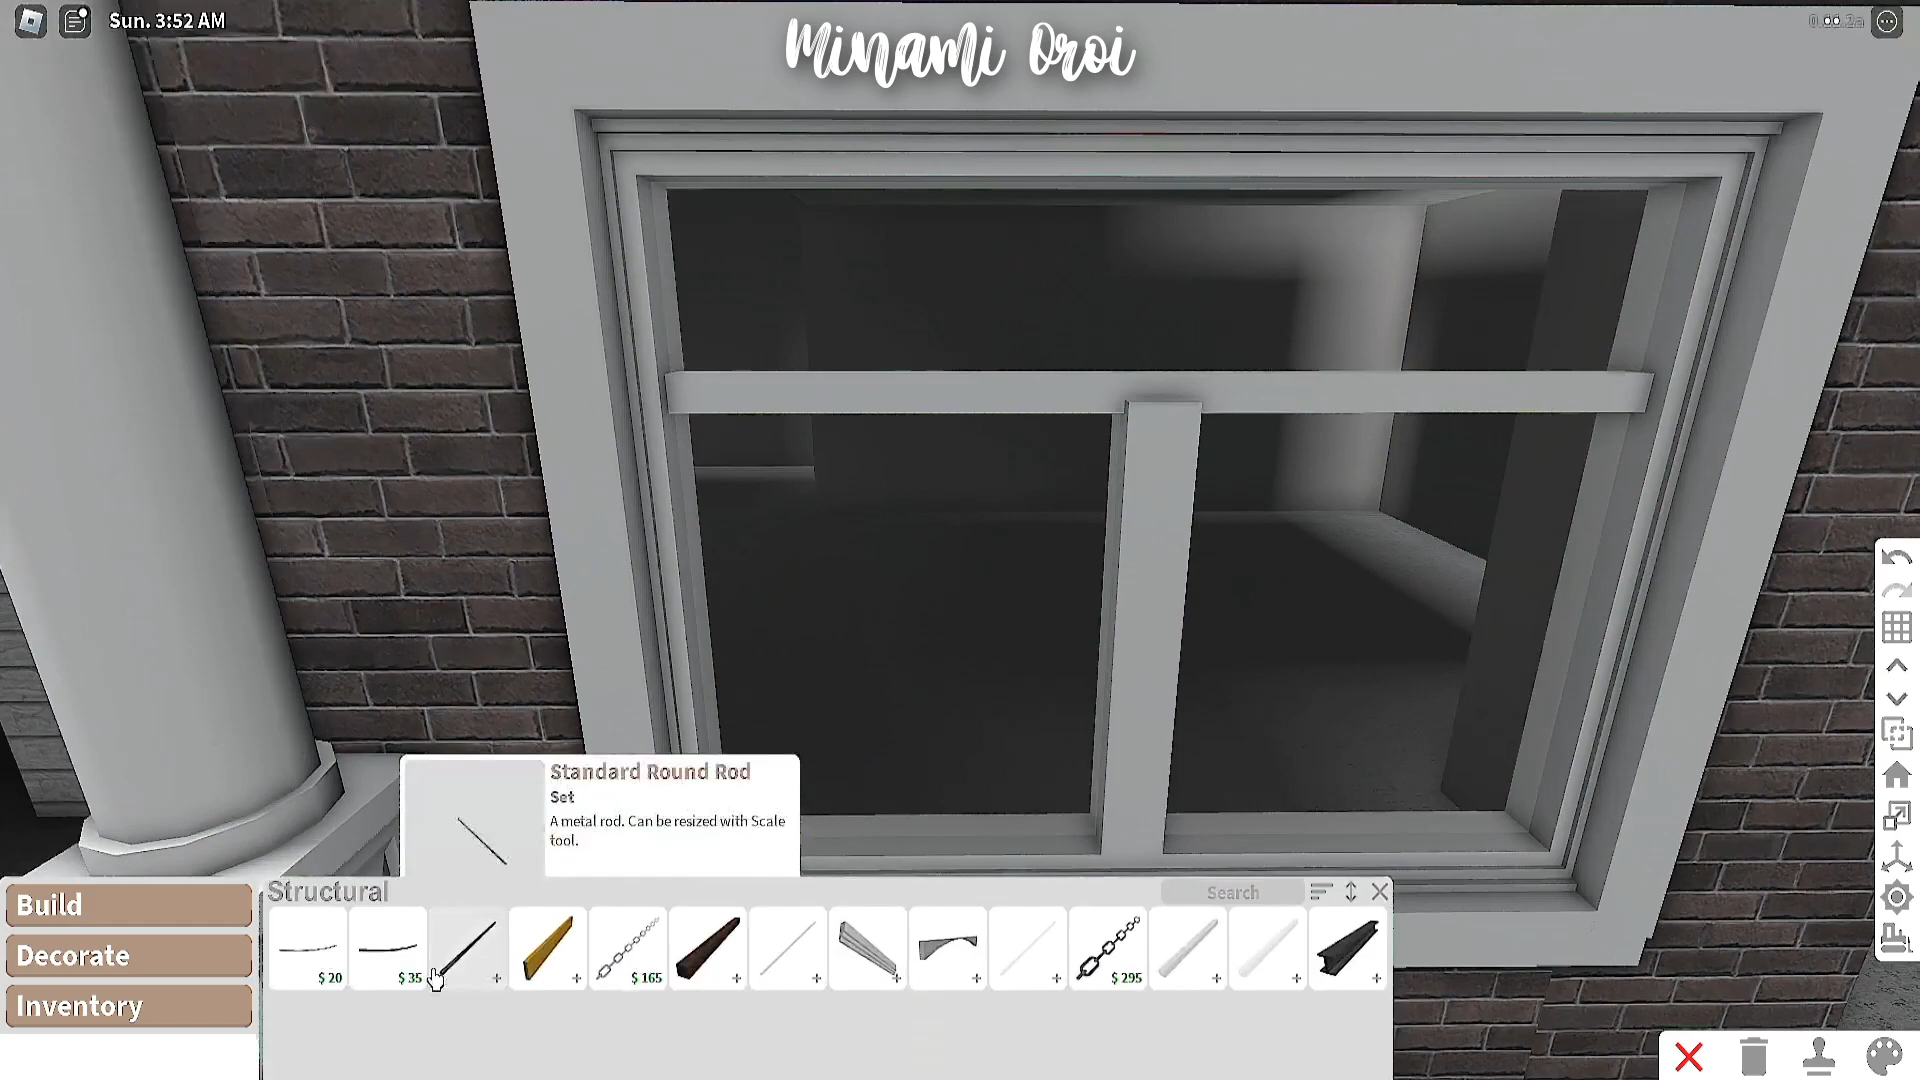 Sun. 3:52 AM
Minami Oroi
Standard Round Rod
Set
A metal rod. Can be resized with Scale
tool.
Structural
Search
Build
Decorate
Inventory
$ 20
$ 35
$ 165
$ 295